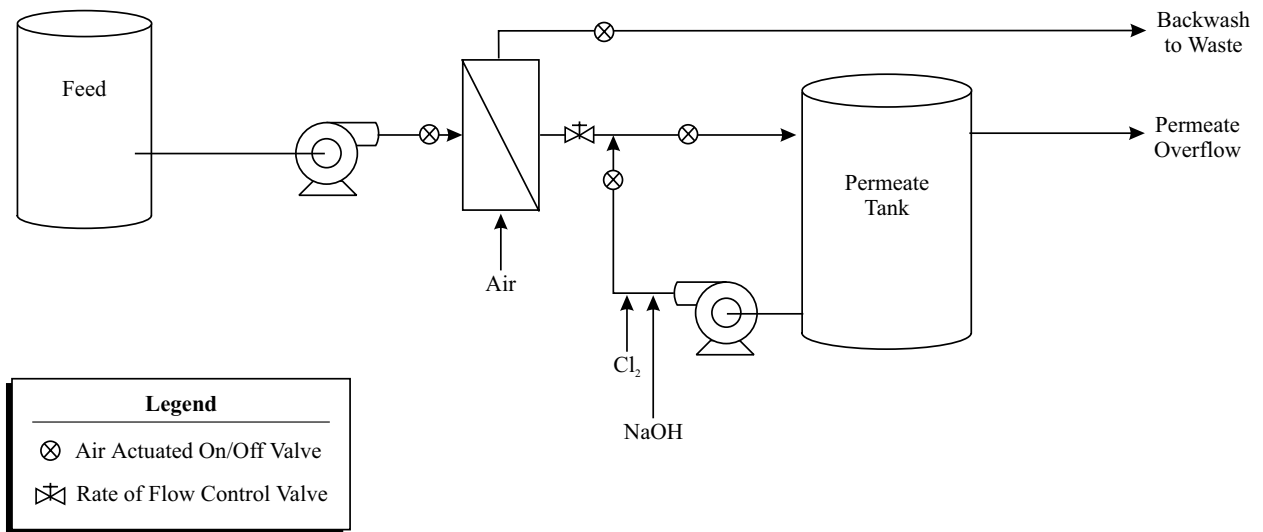 Backwash
to Waste
Feed
Permeate
Overflow
Permeate
Tank
Air
Cl₂
NaOH
Legend
Air Actuated On/Off Valve
Rate of Flow Control Valve